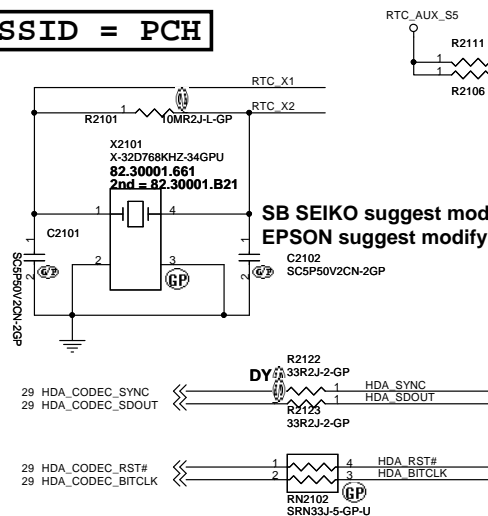 SSID = PCH
RTC_AUX_S5
R2111
1
1
R2106
RTC_X1
RTC_X2
R2101
1
10MR2J-L-GP
X2101
X-32D768KHZ-34GPU
82.30001.661
2nd = 82.30001.B21
1
4
2
3
GP
SB SEIKO suggest mod
EPSON suggest modify
C2101
1
2
GP
SC5P50V2CN-2GP
1
2
GP
C2102
SC5P50V2CN-2GP
DY
R2122
33R2J-2-GP
29 HDA_CODEC_SYNC
1
HDA_SYNC
29 HDA_CODEC_SDOUT
1
HDA_SDOUT
R2123
33R2J-2-GP
29 HDA_CODEC_RST#
1
4
HDA_RST#
29 HDA_CODEC_BITCLK
2
3
HDA_BITCLK
RN2102
GP
SRN33J-5-GP-U